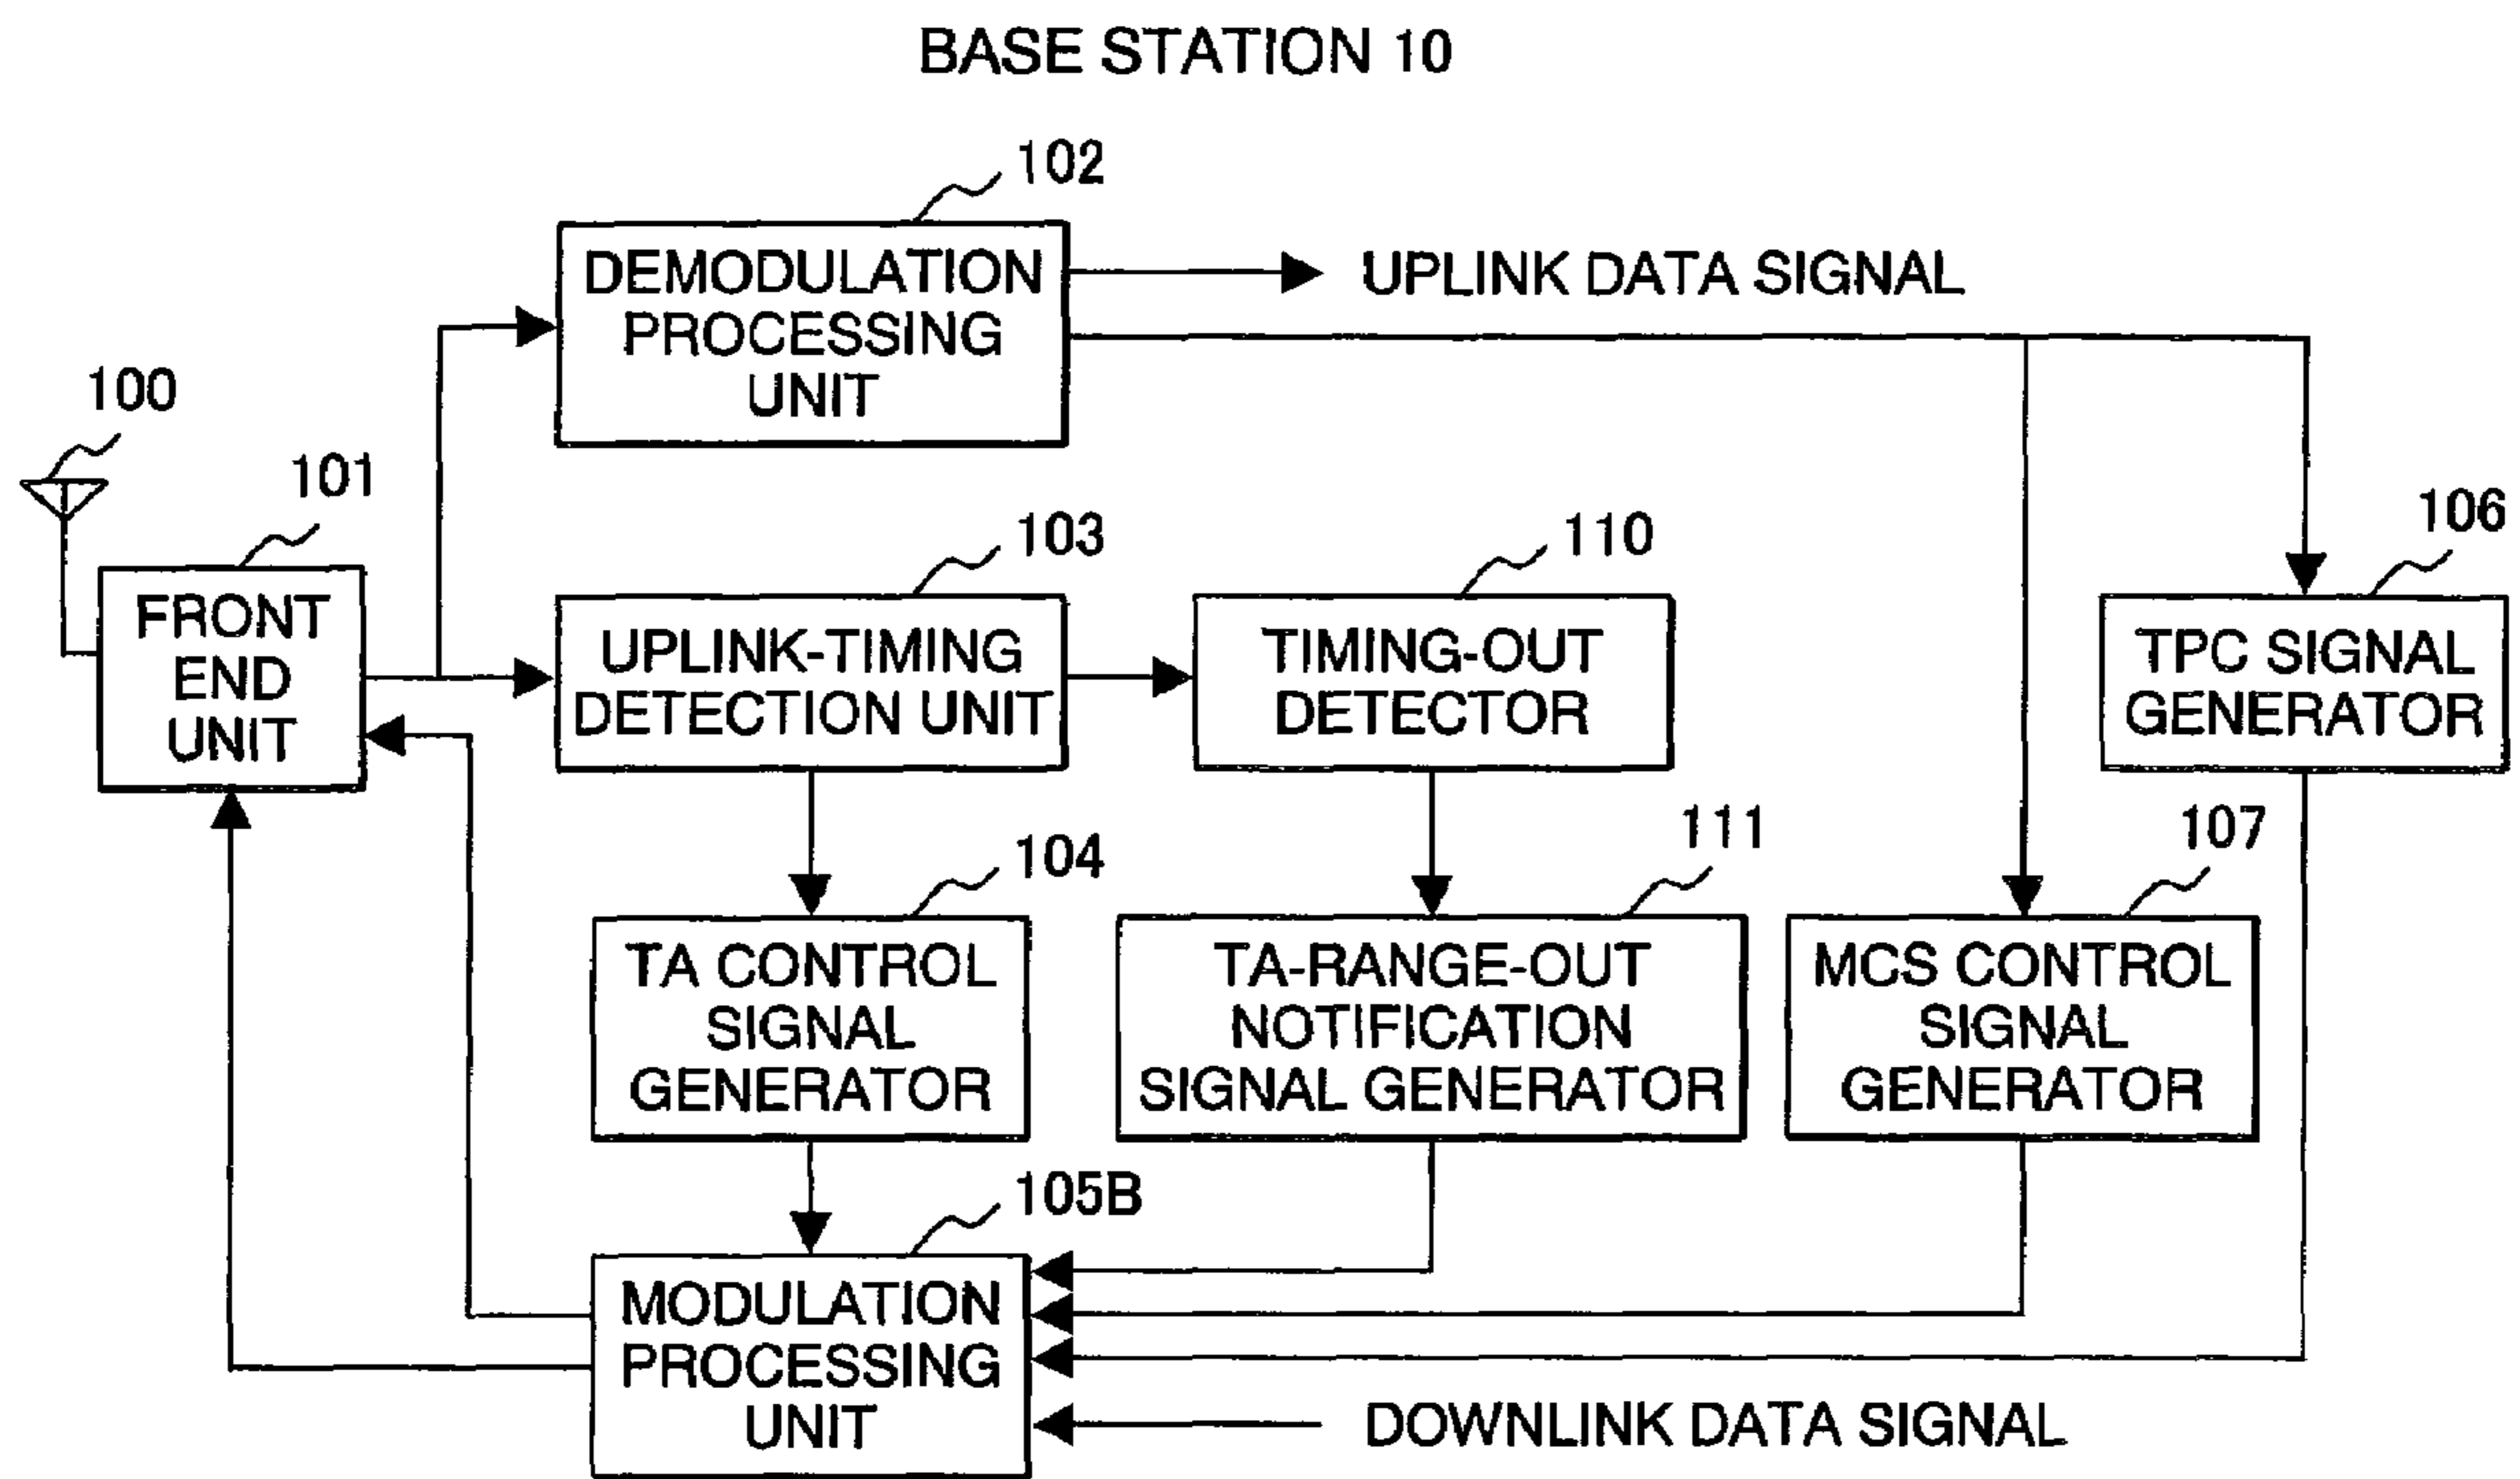 BASE STATION 10
102
DEMODULATION
PROCESSING
UNIT
UPLINK DATA SIGNAL
100
101
FRONT
END
UNIT
103
UPLINK-TIMING
DETECTION UNIT
110
TIMING-OUT
DETECTOR
106
TPC SIGNAL
GENERATOR
104
TA CONTROL
SIGNAL
GENERATOR
111
TA-RANGE-OUT
NOTIFICATION
SIGNAL GENERATOR
107
MCS CONTROL
SIGNAL
GENERATOR
105B
MODULATION
PROCESSING
UNIT
DOWNLINK DATA SIGNAL